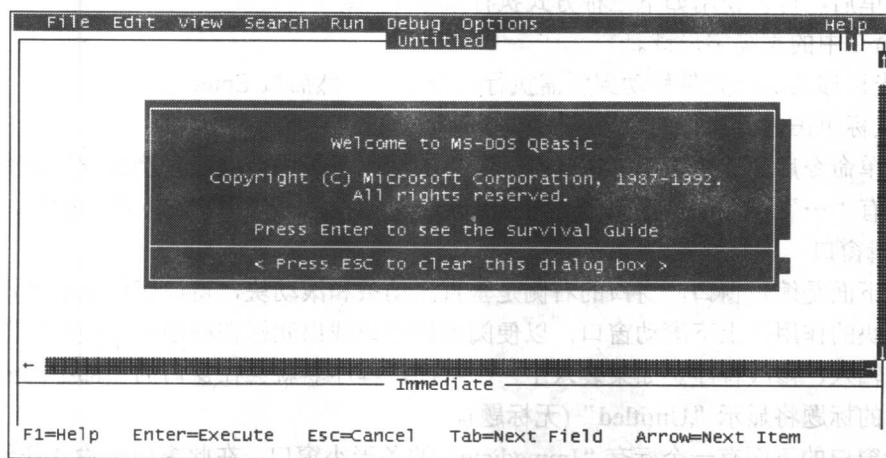 File Edit View Search Run Debug Options Help
Untitled
Welcome to MS-DOS QBasic
Copyright (C) Microsoft Corporation, 1987-1992.
All rights reserved.
Press Enter to see the Survival Guide
< Press ESC to clear this dialog box >
Immediate
F1=Help Enter=Execute Esc=Cancel Tab=Next Field Arrow=Next Item